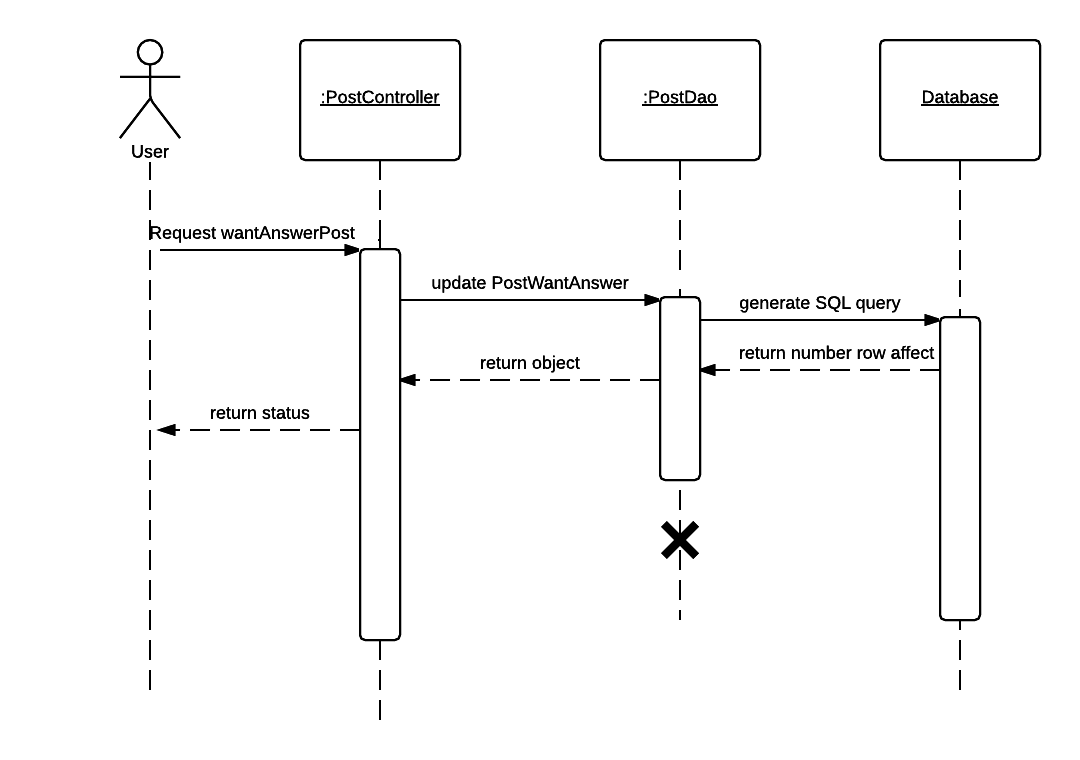 :PostController
:PostDao
Database
User
Request wantAnswerPost
update PostWantAnswer
generate SQL query
return number row affect
return object
return status